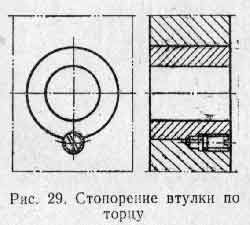 Рис. 29. Стопорение втулки по
торцу